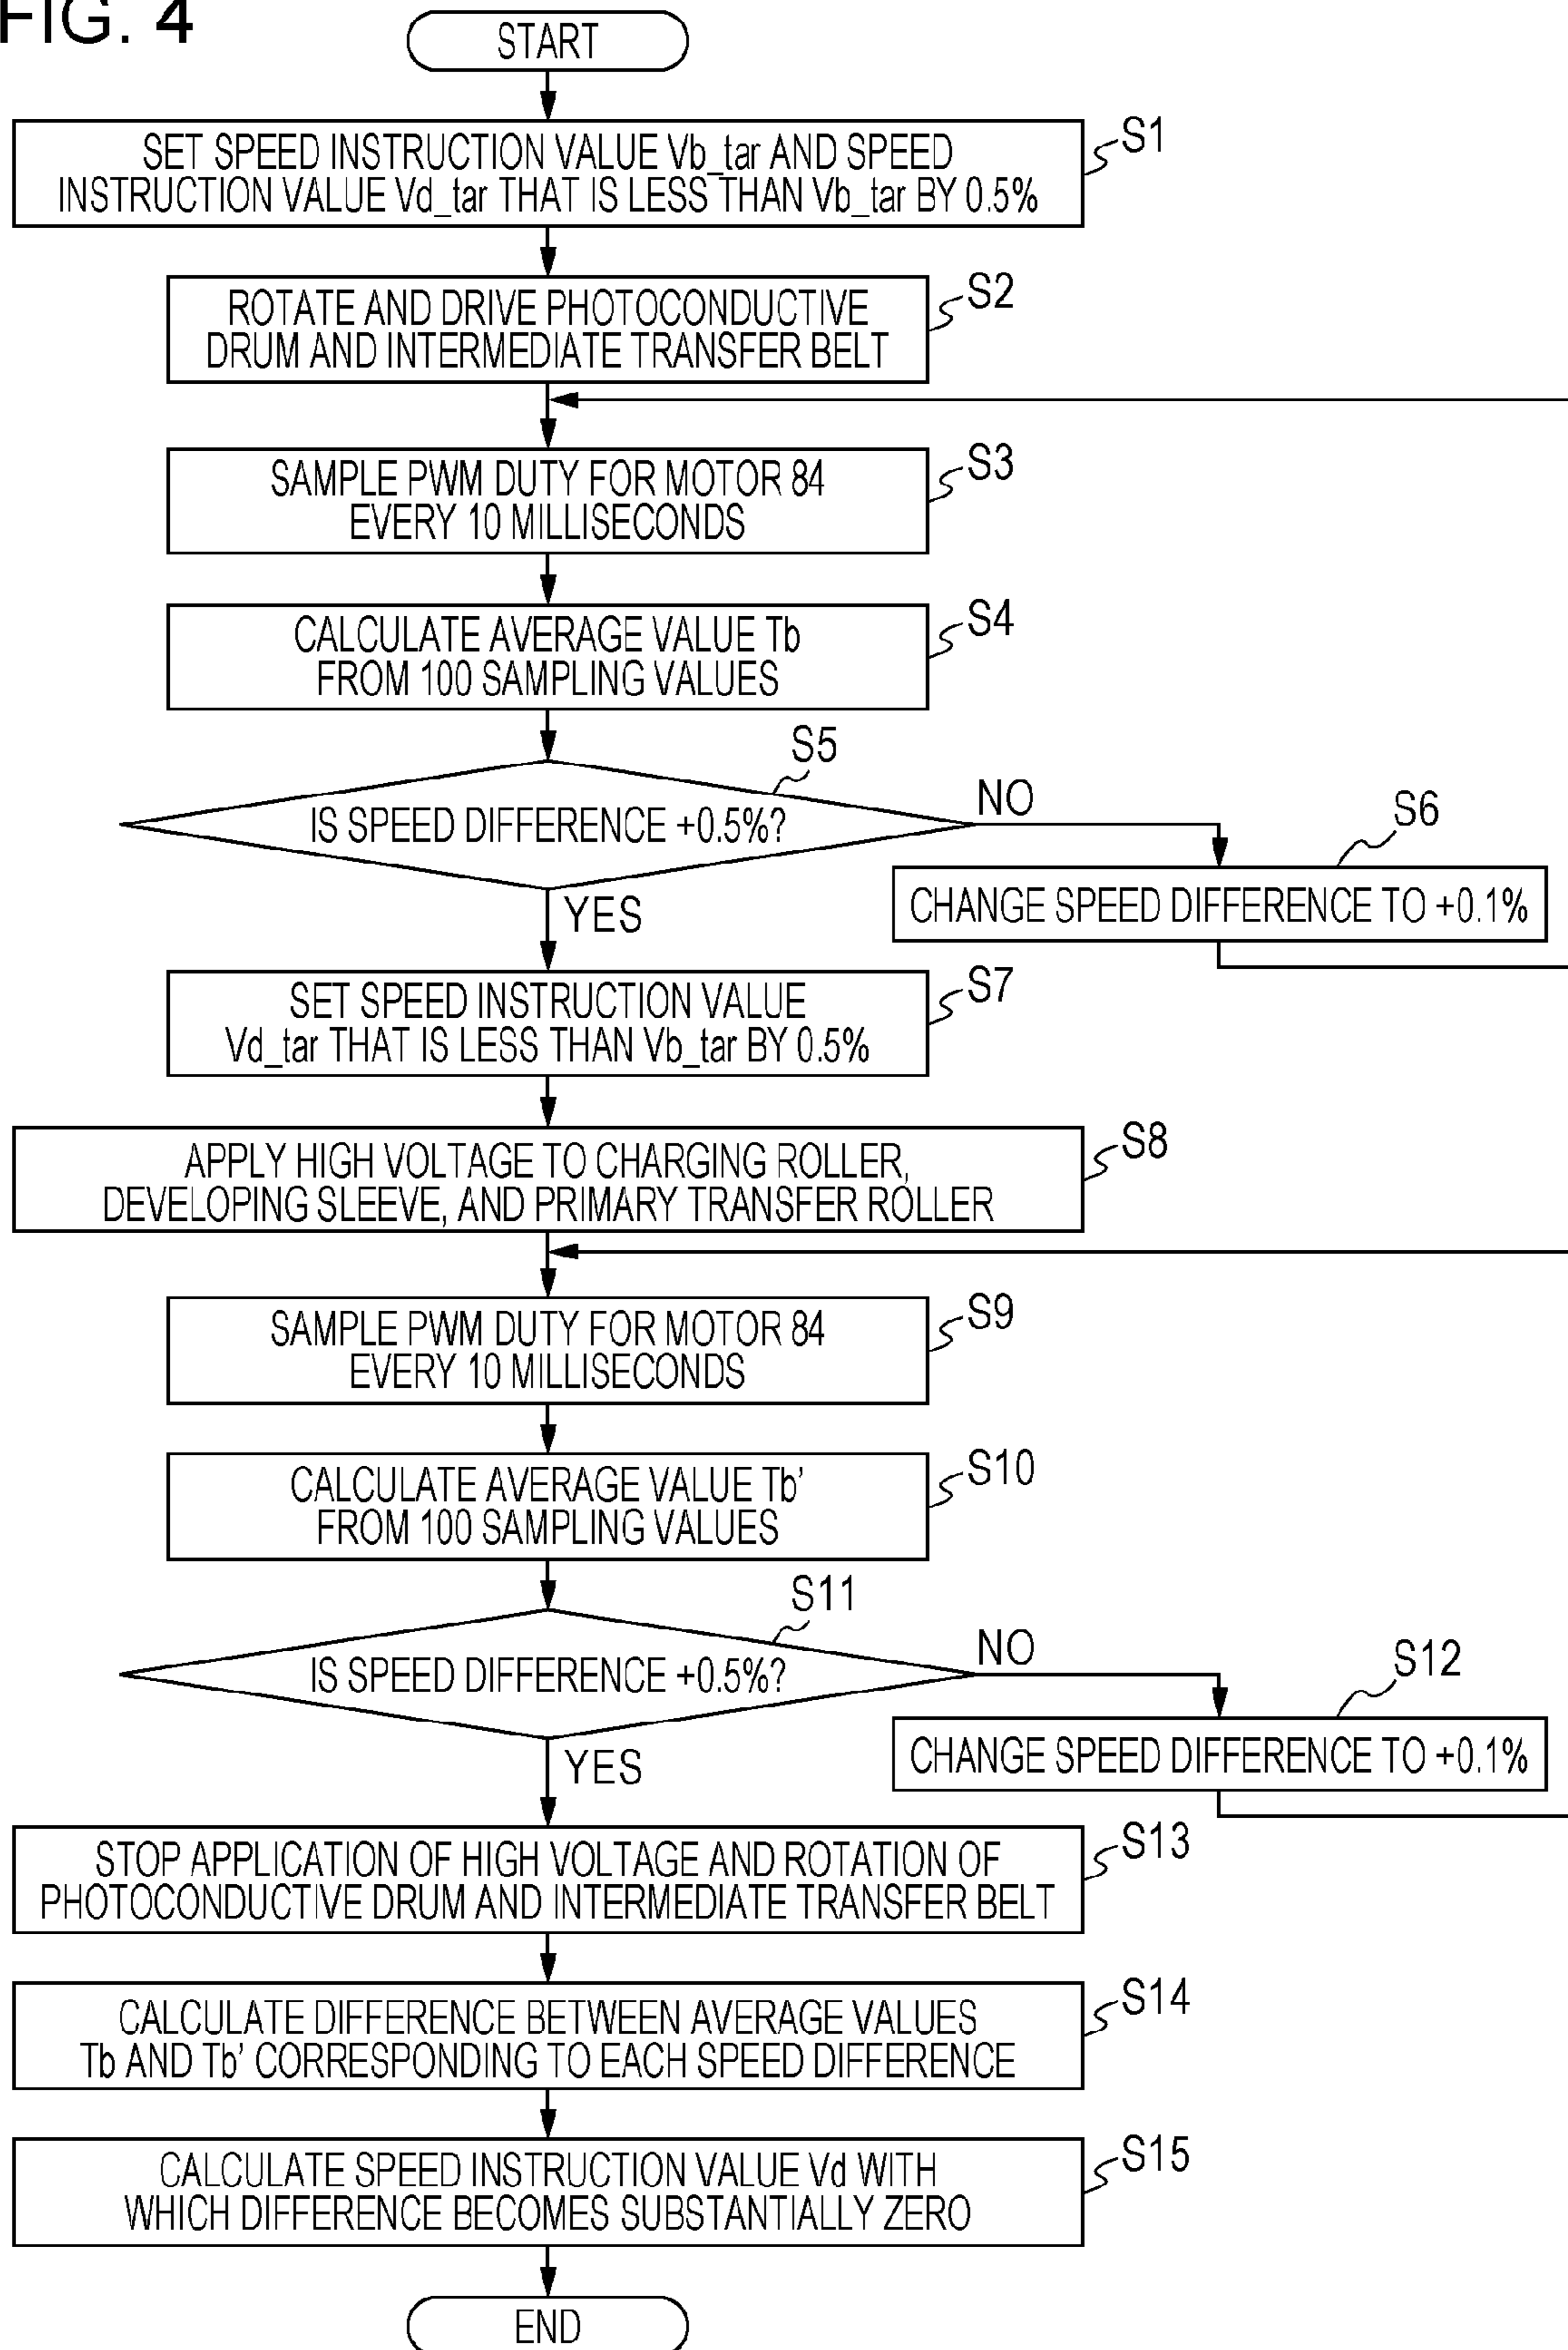 FIG. 4
START
SET SPEED INSTRUCTION VALUE Vb_tar AND SPEED
INSTRUCTION VALUE Vd_tar THAT IS LESS THAN Vb_tar BY 0.5%
S1
ROTATE AND DRIVE PHOTOCONDUCTIVE
DRUM AND INTERMEDIATE TRANSFER BELT
S2
SAMPLE PWM DUTY FOR MOTOR 84
EVERY 10 MILLISECONDS
S3
CALCULATE AVERAGE VALUE Tb
FROM 100 SAMPLING VALUES
S4
IS SPEED DIFFERENCE +0.5%?
S5
NO
YES
S6
CHANGE SPEED DIFFERENCE TO +0.1%
SET SPEED INSTRUCTION VALUE
Vd_tar THAT IS LESS THAN Vb_tar BY 0.5%
S7
APPLY HIGH VOLTAGE TO CHARGING ROLLER,
DEVELOPING SLEEVE, AND PRIMARY TRANSFER ROLLER
S8
SAMPLE PWM DUTY FOR MOTOR 84
EVERY 10 MILLISECONDS
S9
CALCULATE AVERAGE VALUE Tb'
FROM 100 SAMPLING VALUES
S10
IS SPEED DIFFERENCE +0.5%?
S11
NO
YES
S12
CHANGE SPEED DIFFERENCE TO +0.1%
STOP APPLICATION OF HIGH VOLTAGE AND ROTATION OF
PHOTOCONDUCTIVE DRUM AND INTERMEDIATE TRANSFER BELT
S13
CALCULATE DIFFERENCE BETWEEN AVERAGE VALUES
Tb AND Tb' CORRESPONDING TO EACH SPEED DIFFERENCE
S14
CALCULATE SPEED INSTRUCTION VALUE Vd WITH
WHICH DIFFERENCE BECOMES SUBSTANTIALLY ZERO
S15
END